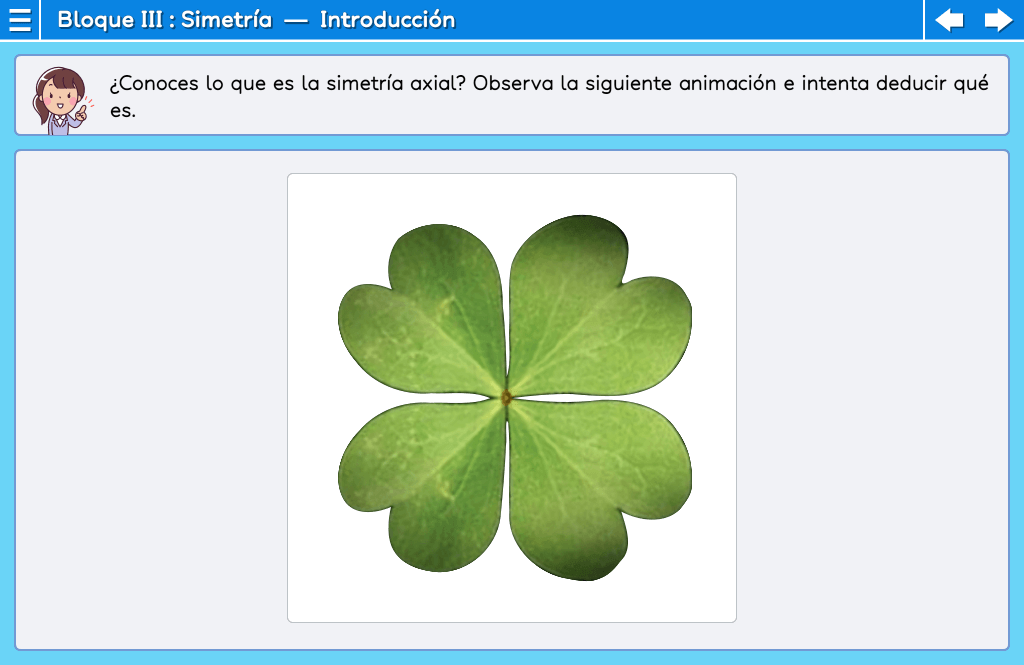 Bloque III : Simetría — Introducción
¿Conoces lo que es la simetría axial? Observa la siguiente animación e intenta deducir qué
es.